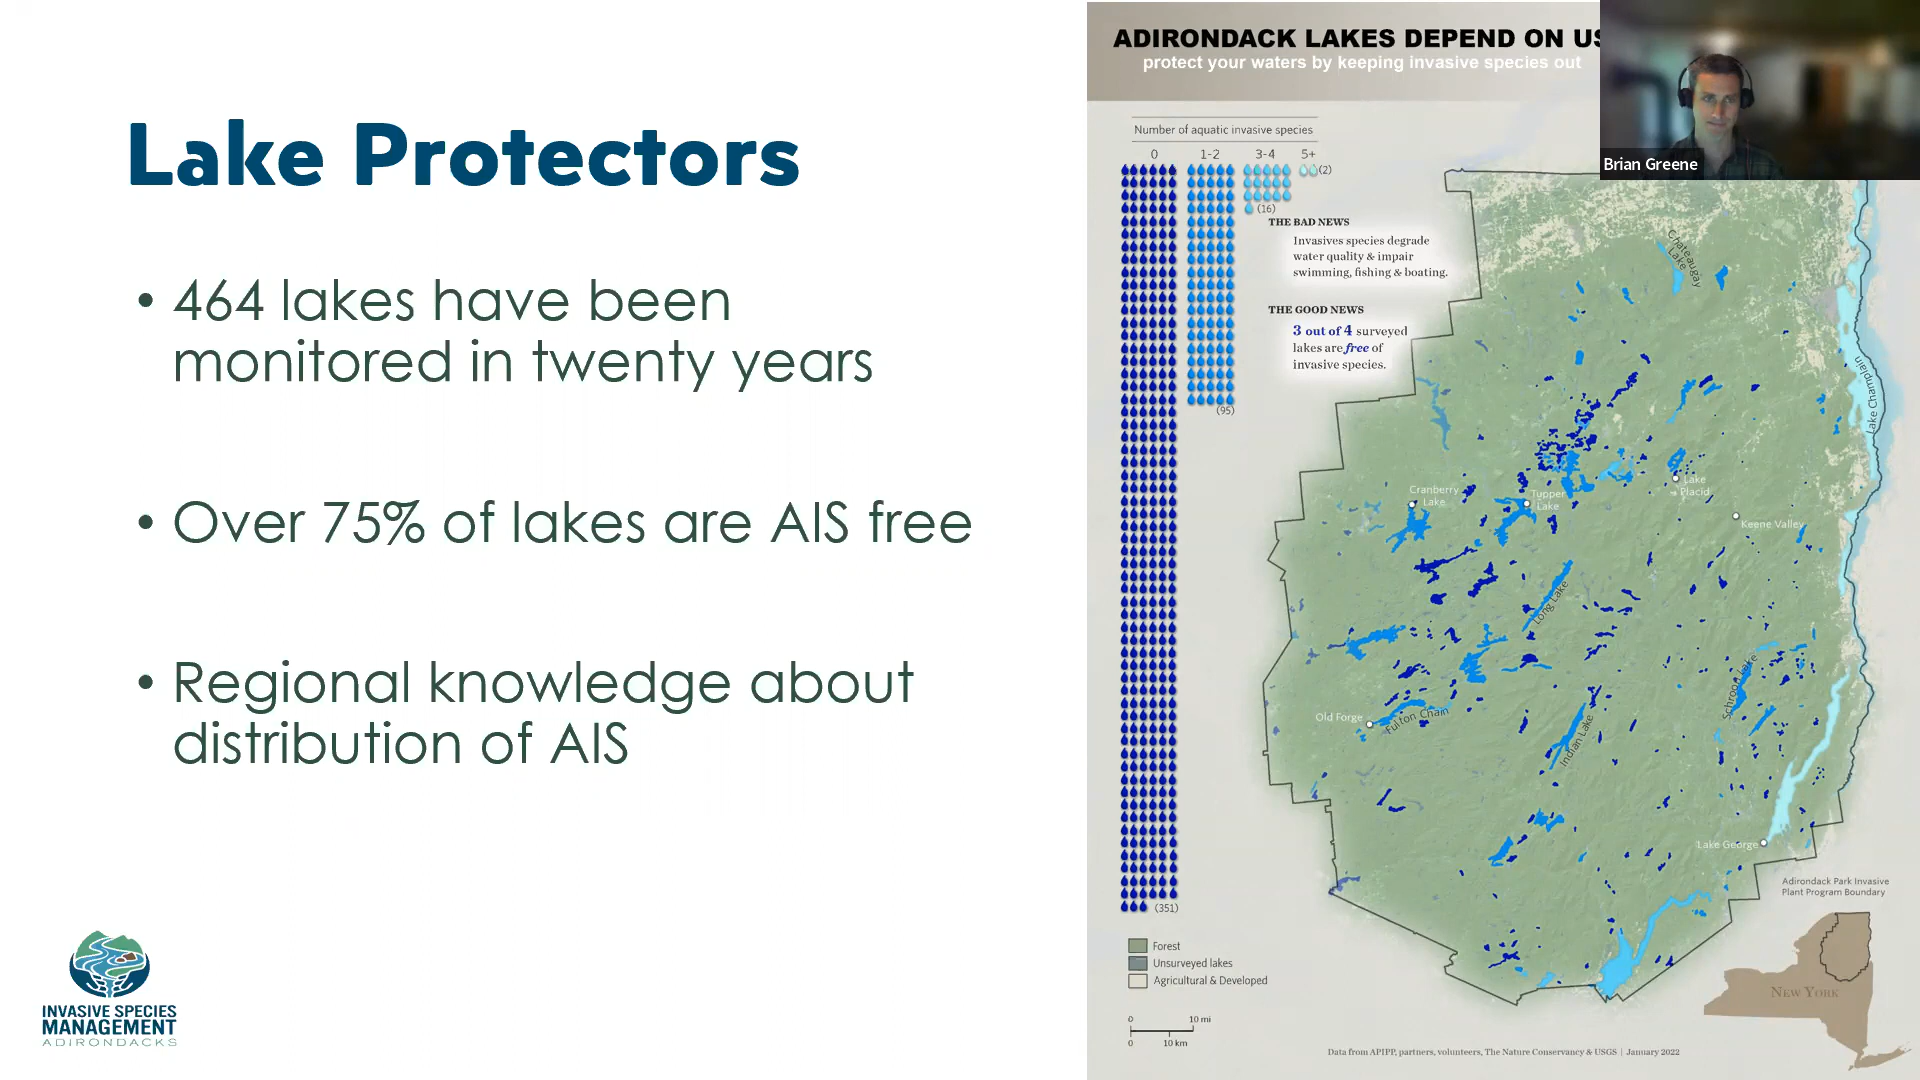 Lake Protectors
• 464 lakes have been
monitored in twenty years
• Over 75% of lakes are AIS free
• Regional knowledge about
distribution of AIS
INVASIVE SPECIES
MANAGEMENT
ADIRONDACKS
ADIRONDACK LAKES DEPEND ON US
protect your waters by keeping invasive species out
Brian Greene
Number of aquatic invasive species
0 1-2 3-4 5+
(2)
(16)
(95)
(351)
THE BAD NEWS
Invasives species degrade
water quality & impair
swimming, fishing & boating.
THE GOOD NEWS
3 out of 4 surveyed
lakes are free of
invasive species.
Chateaugay
Lake
Lake Champlain
Cranberry
Lake
Tupper
Lake
Lake
Placid
Keene Valley
Long Lake
Schroon Lake
Old Forge
Fulton Chain
Indian Lake
Lake George
Adirondack Park Invasive
Plant Program Boundary
NEW YORK
Forest
Unsurveyed lakes
Agricultural & Developed
0 10 mi
0 10 km
Data from APIPP, partners, volunteers, The Nature Conservancy & USGS | January 2022